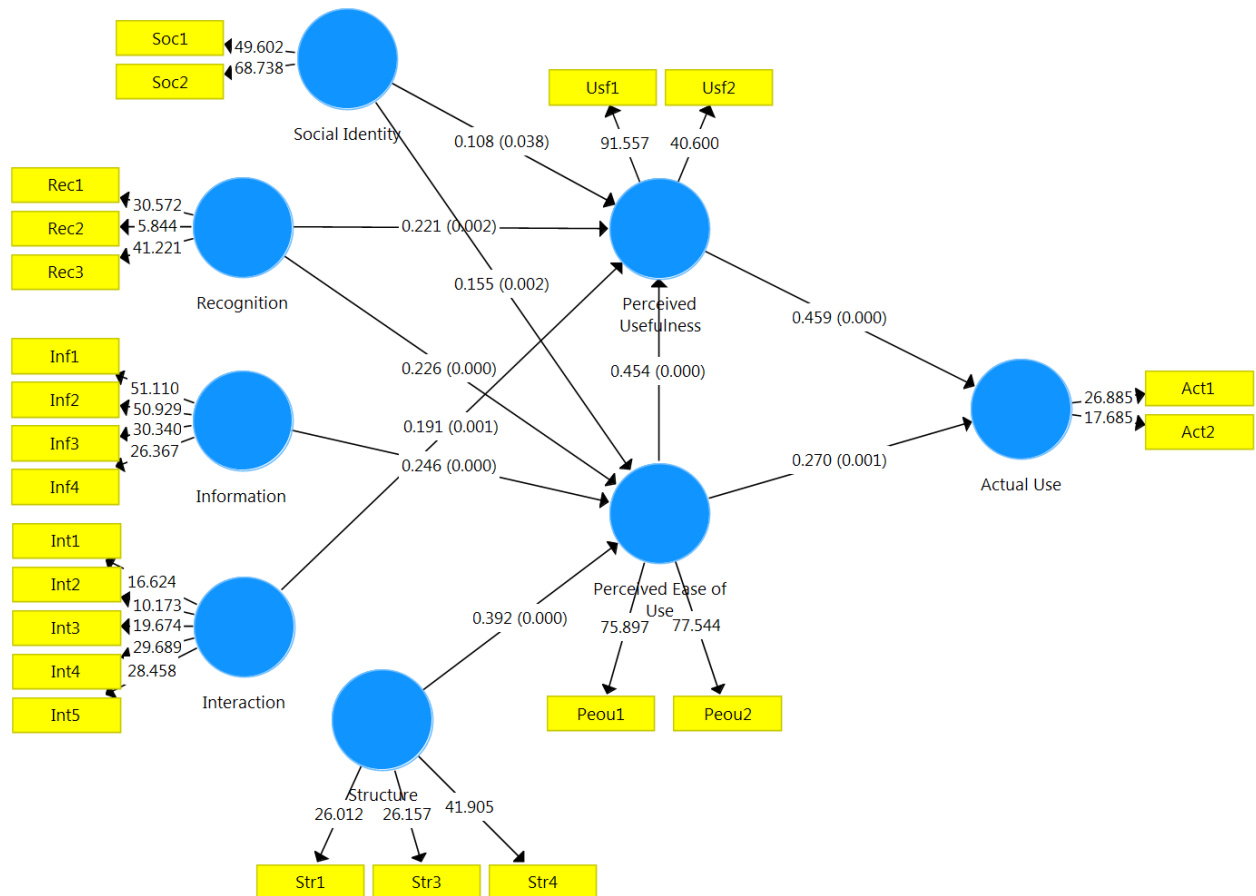 Soc1
49.602
Soc2
68.738
Social Identity
Usf1
Usf2
91.557
40.600
0.108 (0.038)
Rec1
30.572
Rec2
5.844
Rec3
41.221
Recognition
0.221 (0.002)
0.155 (0.002)
Perceived
Usefulness
0.459 (0.000)
Inf1
51.110
Inf2
50.929
Inf3
30.340
Inf4
26.367
Information
0.226 (0.000)
0.454 (0.000)
0.191 (0.001)
0.246 (0.000)
Act1
26.885
Act2
17.685
Actual Use
0.270 (0.001)
Int1
16.624
Int2
10.173
Int3
19.674
Int4
29.689
Int5
28.458
Interaction
Perceived Ease of
Use
0.392 (0.000)
75.897
77.544
Peou1
Peou2
Structure
26.012
26.157
41.905
Str1
Str3
Str4